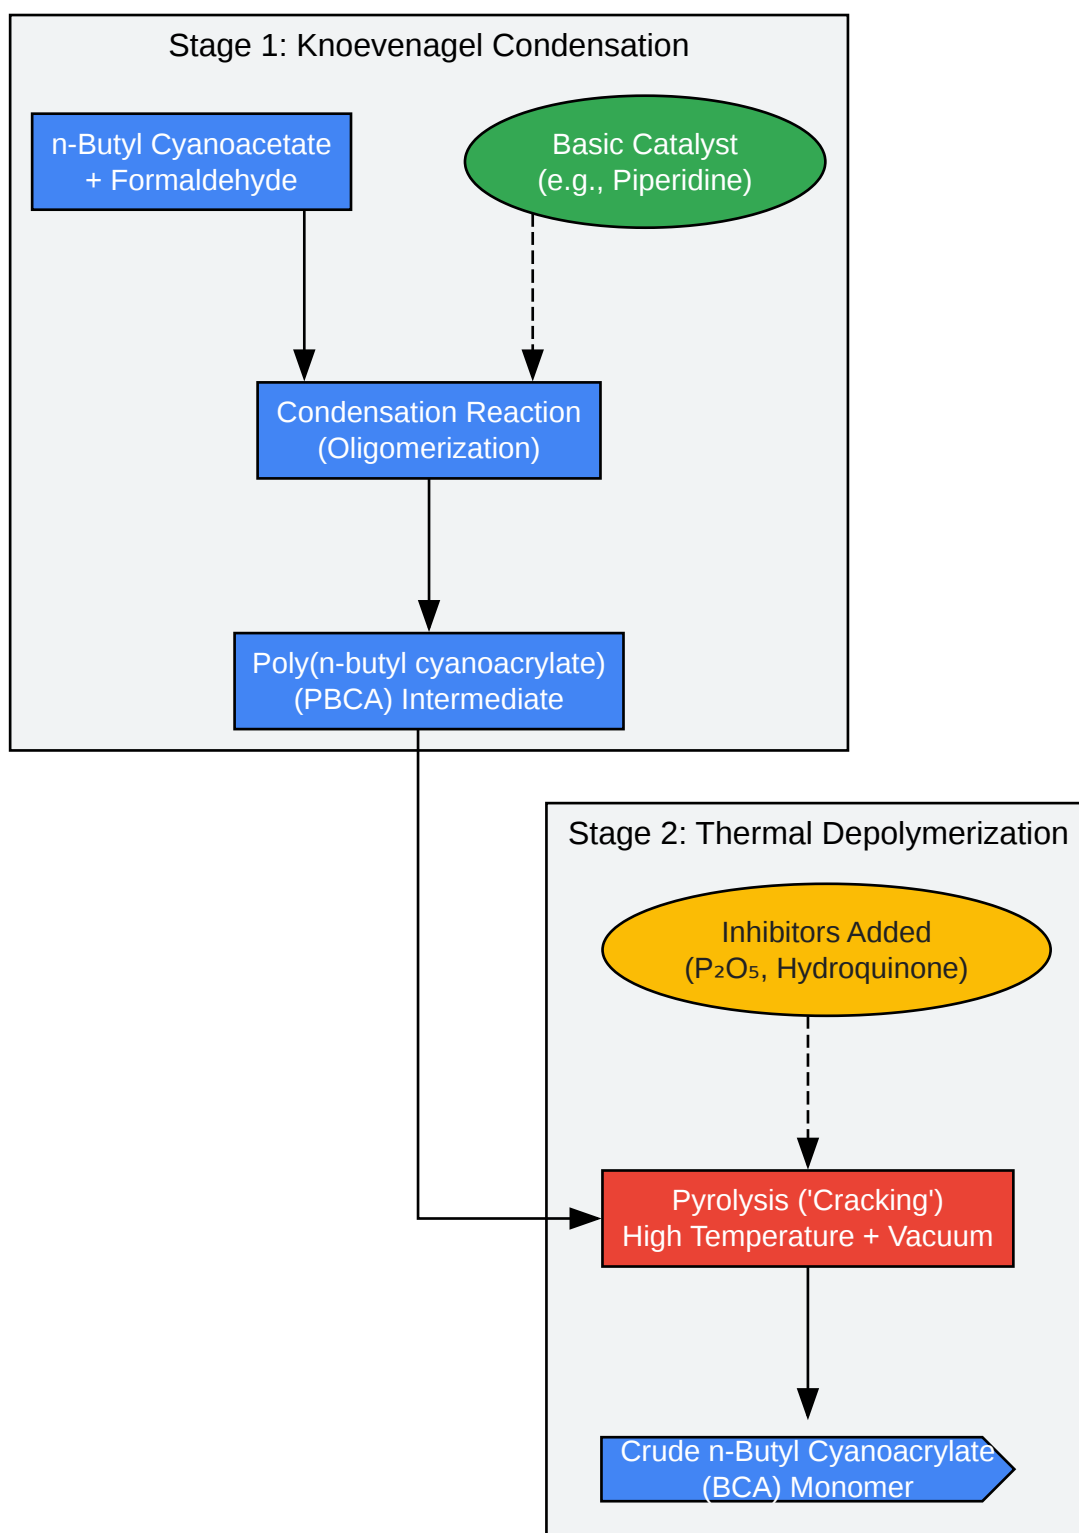 Stage 1: Knoevenagel Condensation
n-Butyl Cyanoacetate
+ Formaldehyde
Basic Catalyst
(e.g., Piperidine)
Condensation Reaction
(Oligomerization)
Poly(n-butyl cyanoacrylate)
(PBCA) Intermediate
Stage 2: Thermal Depolymerization
Inhibitors Added
(P₂O₅, Hydroquinone)
Pyrolysis ('Cracking')
High Temperature + Vacuum
Crude n-Butyl Cyanoacrylate
(BCA) Monomer